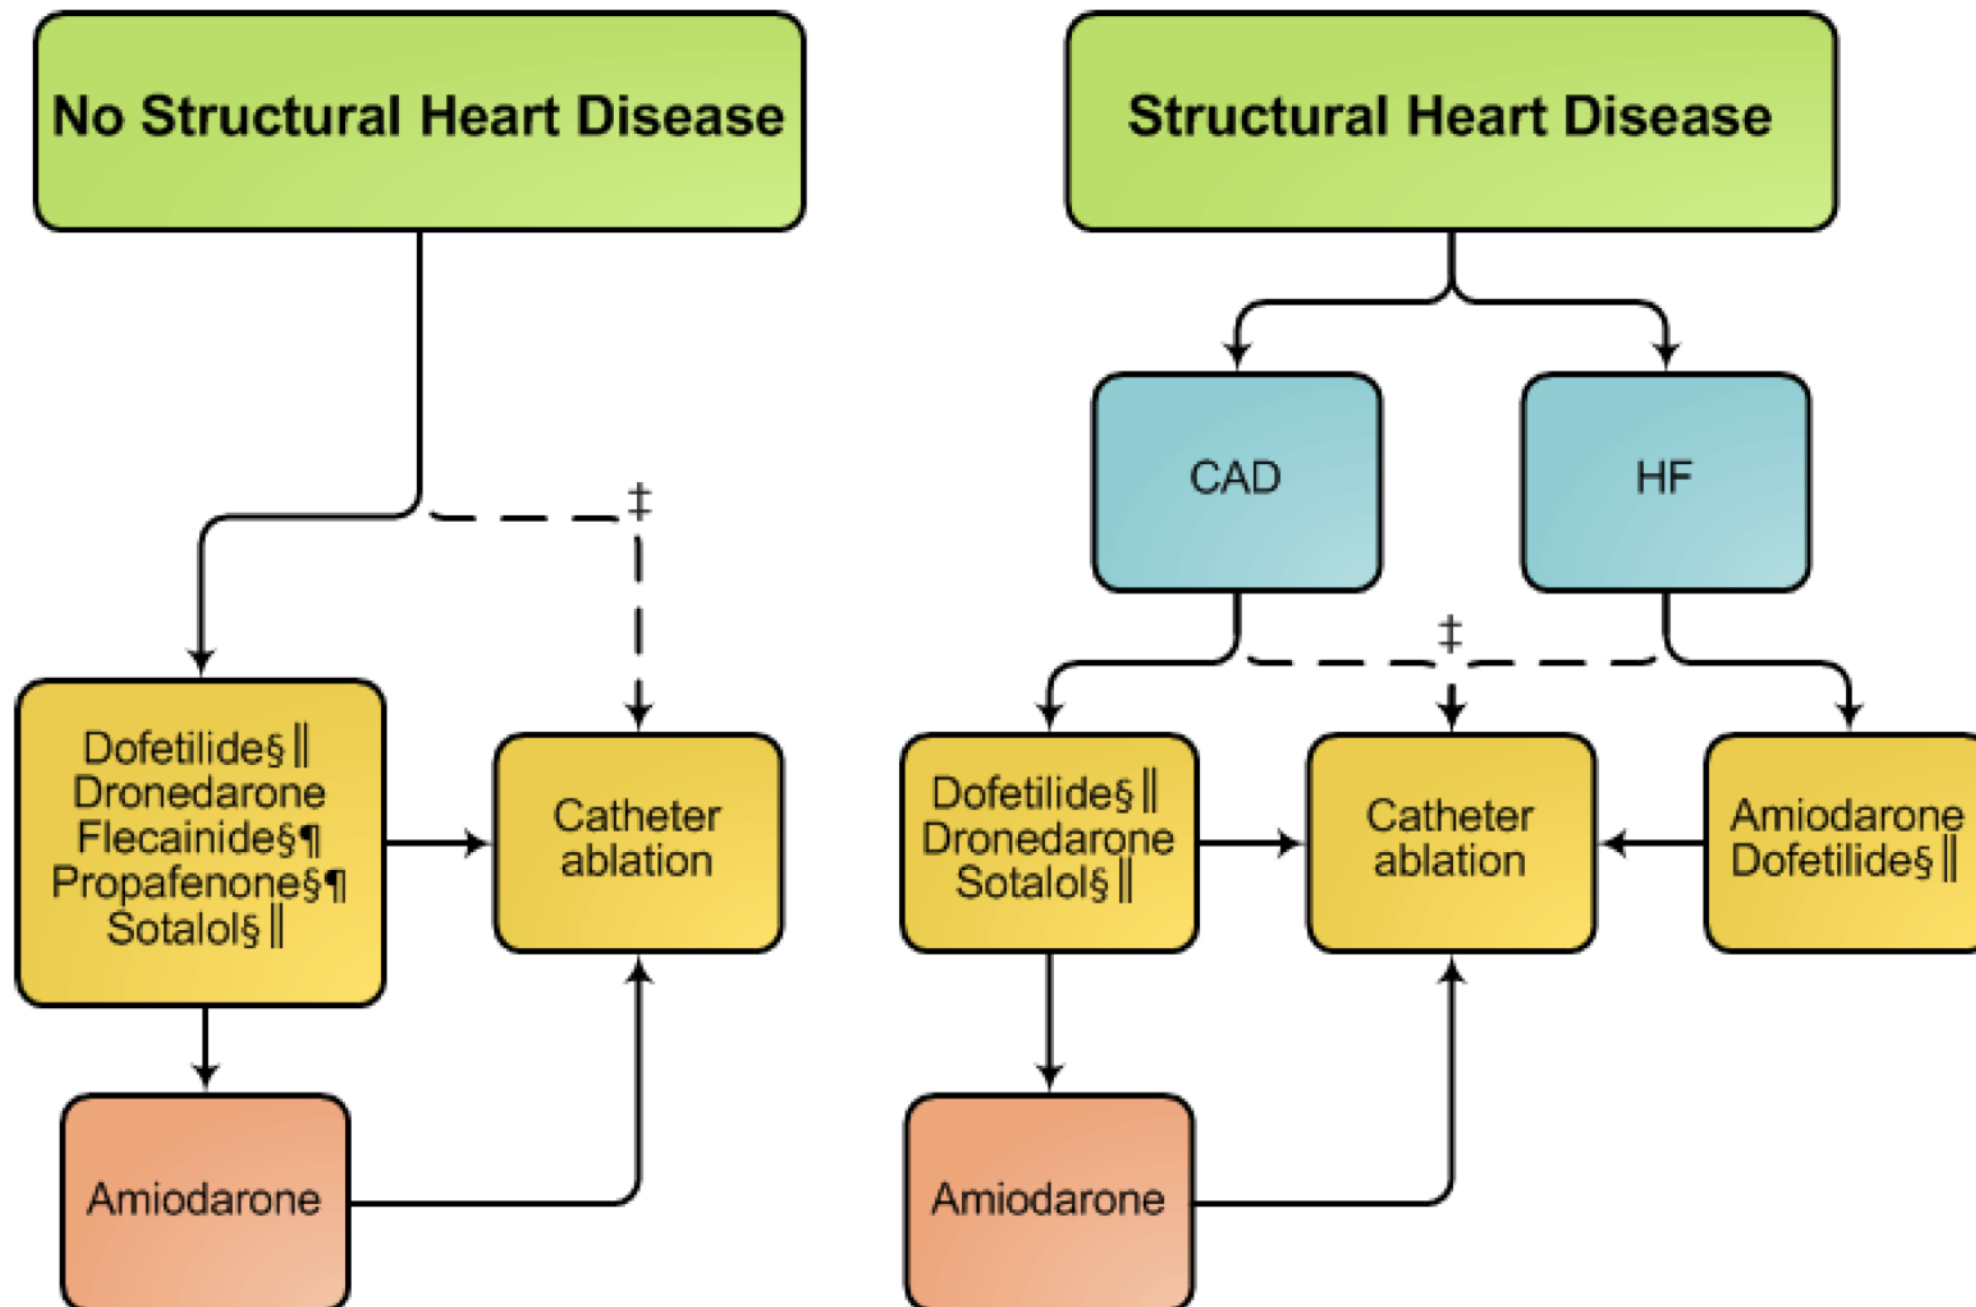 No Structural Heart Disease
Structural Heart Disease
CAD
HF
‡
‡
Dofetilide§||
Dronedarone
Flecainide§¶
Propafenone§¶
Sotalol§||
Catheter
ablation
Dofetilide§||
Dronedarone
Sotalol§||
Catheter
ablation
Amiodarone
Dofetilide§||
Amiodarone
Amiodarone